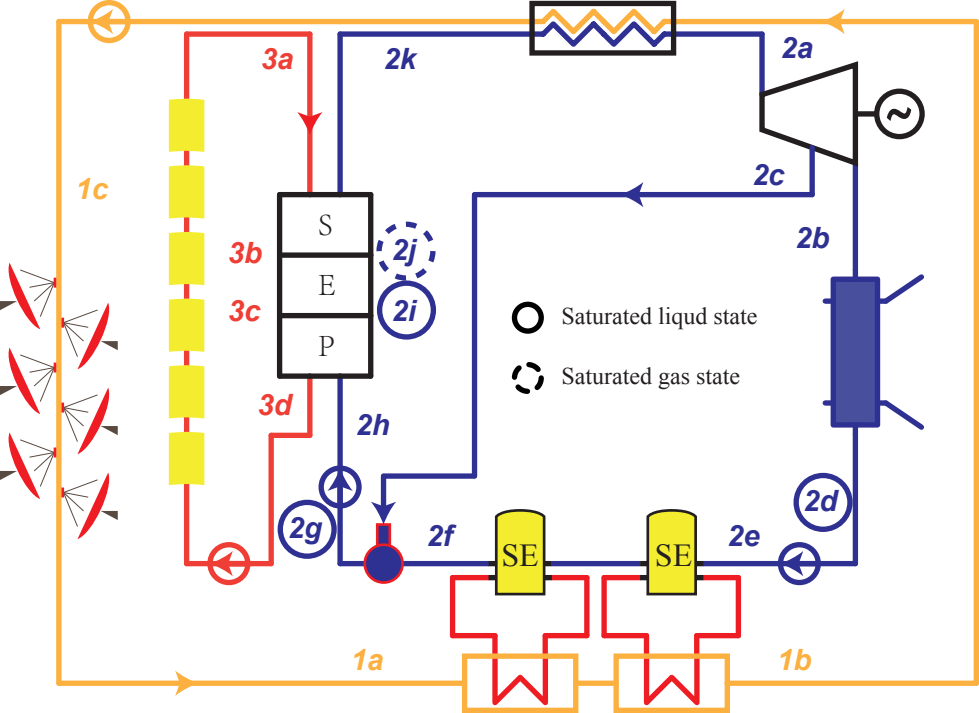 3a
2k
2a
1c
2c
S
2j
2b
3b
E
2i
3c
Saturated liqud state
P
Saturated gas state
3d
2h
2d
2g
2f
SE
SE
2e
1a
1b
~